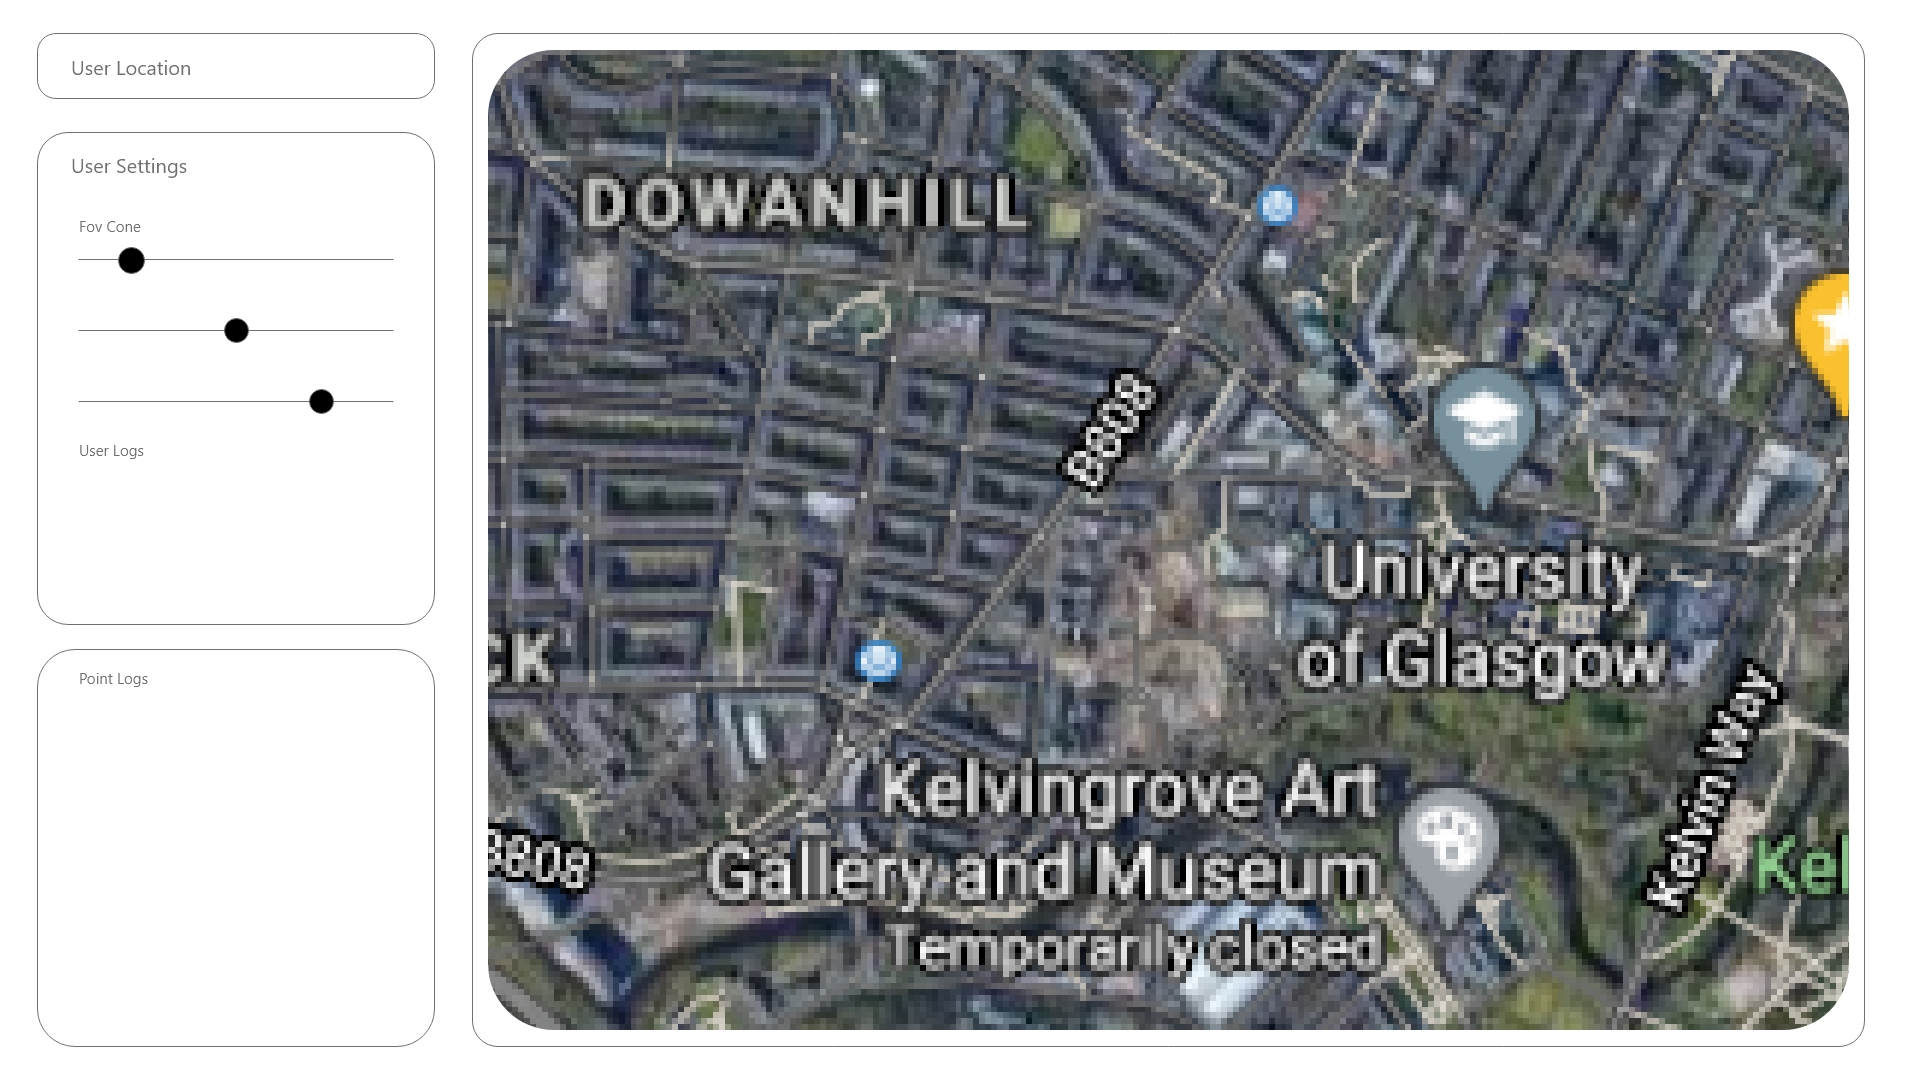 User Location
User Settings
Fov Cone
User Logs
Point Logs
DOWANHILL
B808
University
of Glasgow
CK
Kelvin Way
Kelvingrove Art
Gallery and Museum
Temporarily closed
B808
Kel